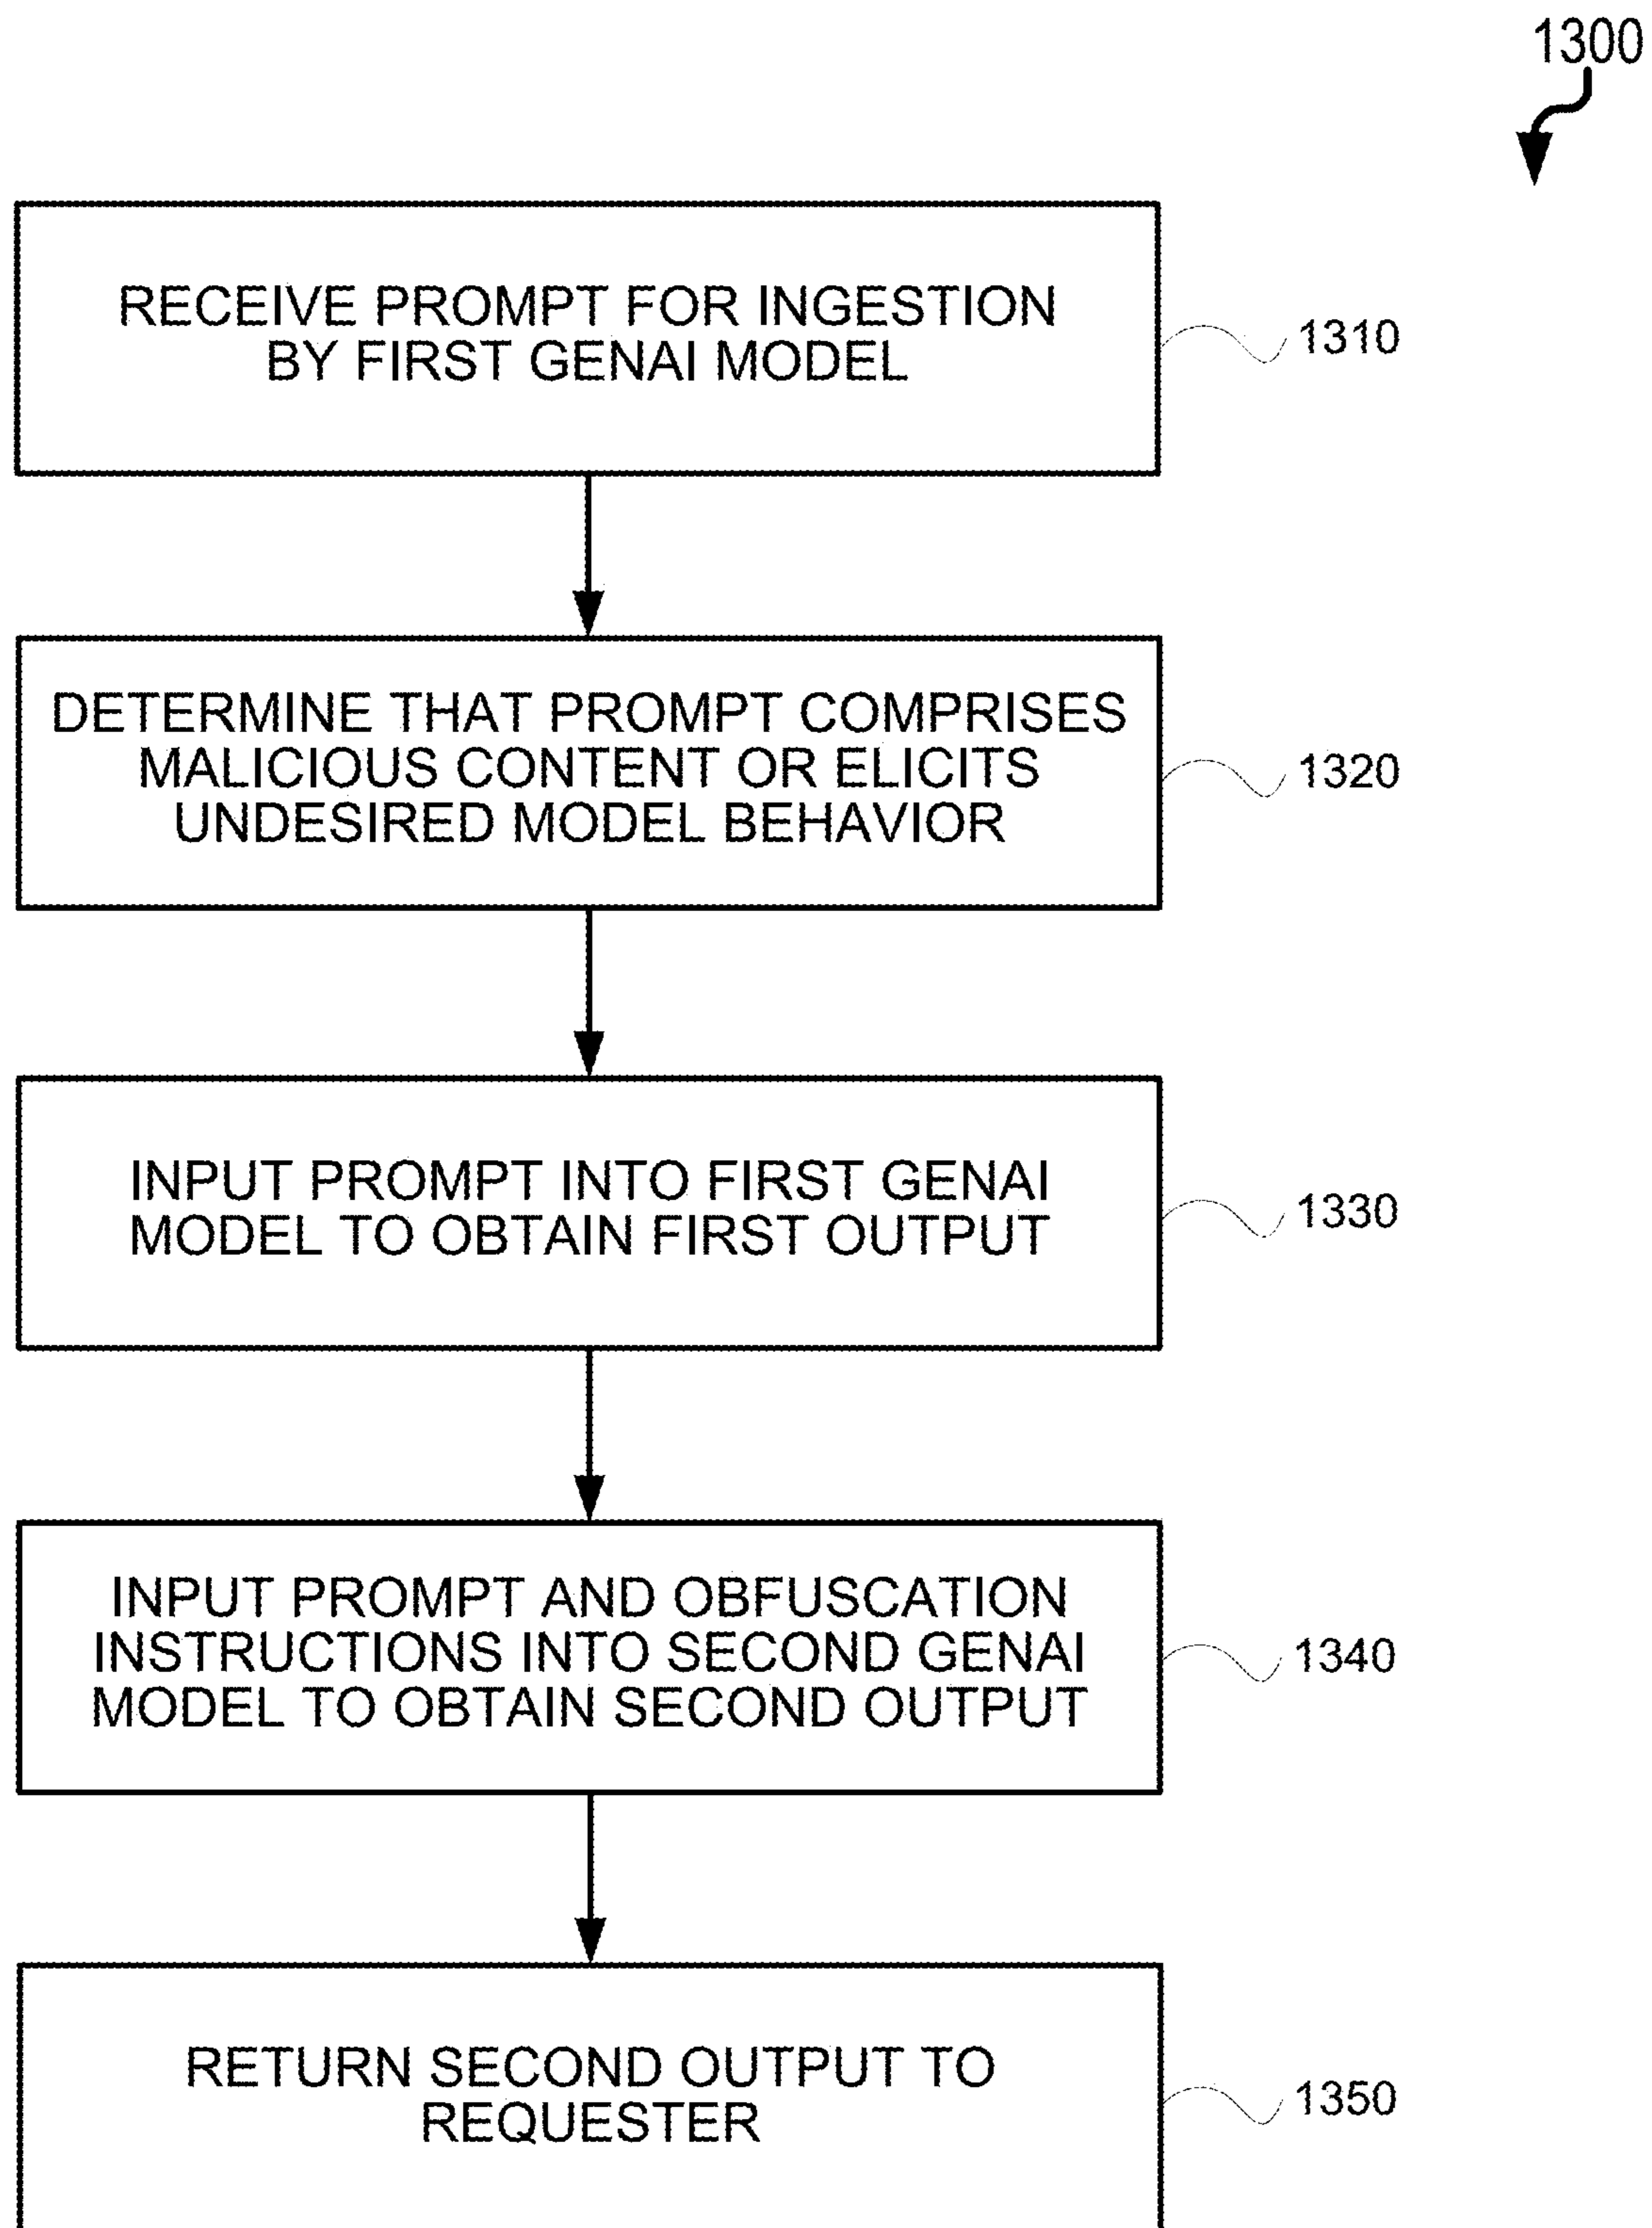 1300
RECEIVE PROMPT FOR INGESTION
BY FIRST GENAI MODEL
1310
DETERMINE THAT PROMPT COMPRISES
MALICIOUS CONTENT OR ELICITS
UNDESIRED MODEL BEHAVIOR
1320
INPUT PROMPT INTO FIRST GENAI
MODEL TO OBTAIN FIRST OUTPUT
1330
INPUT PROMPT AND OBFUSCATION
INSTRUCTIONS INTO SECOND GENAI
MODEL TO OBTAIN SECOND OUTPUT
1340
RETURN SECOND OUTPUT TO
REQUESTER
1350